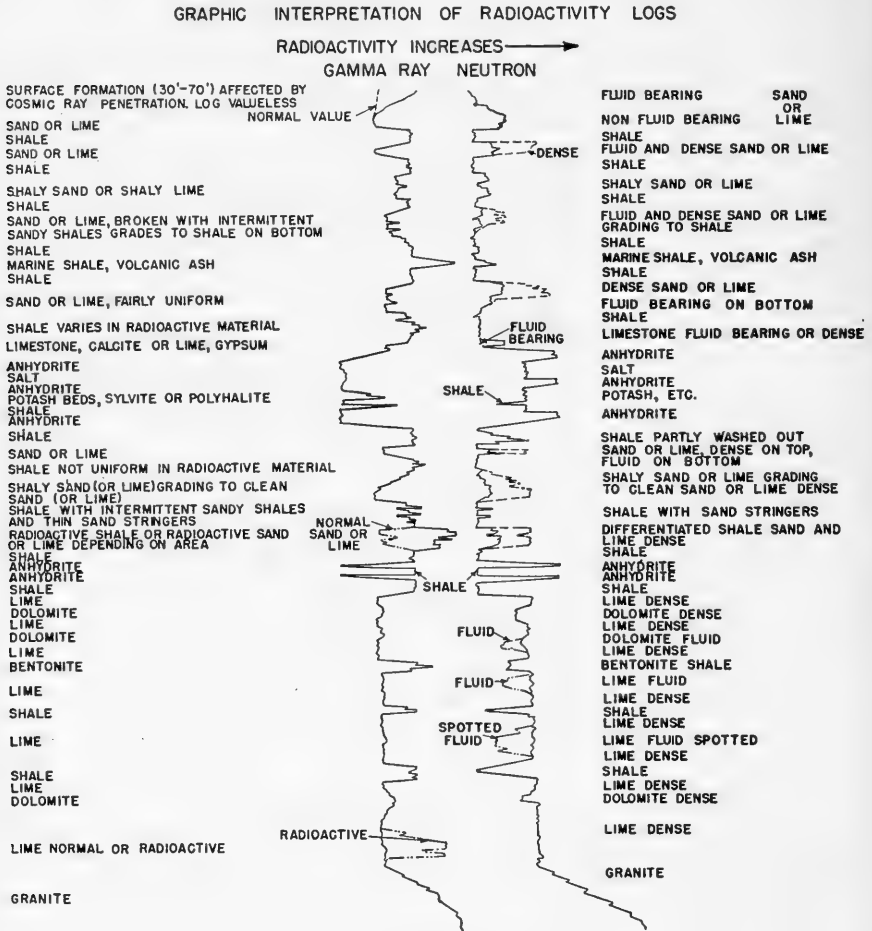 GRAPHIC INTERPRETATION OF RADIOACTIVITY LOGS
RADIOACTIVITY INCREASES
GAMMA RAY NEUTRON
SURFACE FORMATION (30'-70') AFFECTED BY
COSMIC RAY PENETRATION. LOG VALUELESS
NORMAL VALUE
SAND OR LIME
SHALE
SAND OR LIME
SHALE
SHALY SAND OR SHALY LIME
SHALE
SAND OR LIME, BROKEN WITH INTERMITTENT
SANDY SHALES GRADES TO SHALE ON BOTTOM
SHALE
MARINE SHALE, VOLCANIC ASH
SHALE
SAND OR LIME, FAIRLY UNIFORM
SHALE VARIES IN RADIOACTIVE MATERIAL
LIMESTONE, CALCITE OR LIME, GYPSUM
ANHYDRITE
SALT
ANHYDRITE
POTASH BEDS, SYLVITE OR POLYHALITE
SHALE
ANHYDRITE
SHALE
SAND OR LIME
SHALE NOT UNIFORM IN RADIOACTIVE MATERIAL
SHALY SAND (OR LIME) GRADING TO CLEAN
SAND (OR LIME)
SHALE WITH INTERMITTENT SANDY SHALES
AND THIN SAND STRINGERS
RADIOACTIVE SHALE OR RADIOACTIVE SAND
OR LIME DEPENDING ON AREA
SHALE
ANHYDRITE
ANHYDRITE
SHALE
LIME
DOLOMITE
LIME
DOLOMITE
LIME
BENTONITE
LIME
SHALE
LIME
SHALE
LIME
DOLOMITE
LIME NORMAL OR RADIOACTIVE
GRANITE
DENSE
FLUID
BEARING
SHALE
NORMAL
SAND OR
LIME
SHALE
FLUID
FLUID
SPOTTED
FLUID
RADIOACTIVE
FLUID BEARING SAND
OR
NON FLUID BEARING LIME
SHALE
FLUID AND DENSE SAND OR LIME
SHALE
SHALY SAND OR LIME
SHALE
FLUID AND DENSE SAND OR LIME
GRADING TO SHALE
SHALE
MARINE SHALE, VOLCANIC ASH
SHALE
DENSE SAND OR LIME
FLUID BEARING ON BOTTOM
SHALE
LIMESTONE FLUID BEARING OR DENSE
ANHYDRITE
SALT
ANHYDRITE
POTASH, ETC.
ANHYDRITE
SHALE PARTLY WASHED OUT
SAND OR LIME, DENSE ON TOP,
FLUID ON BOTTOM
SHALY SAND OR LIME GRADING
TO CLEAN SAND OR LIME DENSE
SHALE WITH SAND STRINGERS
DIFFERENTIATED SHALE SAND AND
LIME DENSE
SHALE
ANHYDRITE
ANHYDRITE
SHALE
LIME DENSE
DOLOMITE DENSE
LIME DENSE
DOLOMITE FLUID
LIME DENSE
BENTONITE SHALE
LIME FLUID
LIME DENSE
SHALE
LIME DENSE
LIME FLUID SPOTTED
LIME DENSE
SHALE
LIME DENSE
DOLOMITE DENSE
LIME DENSE
GRANITE